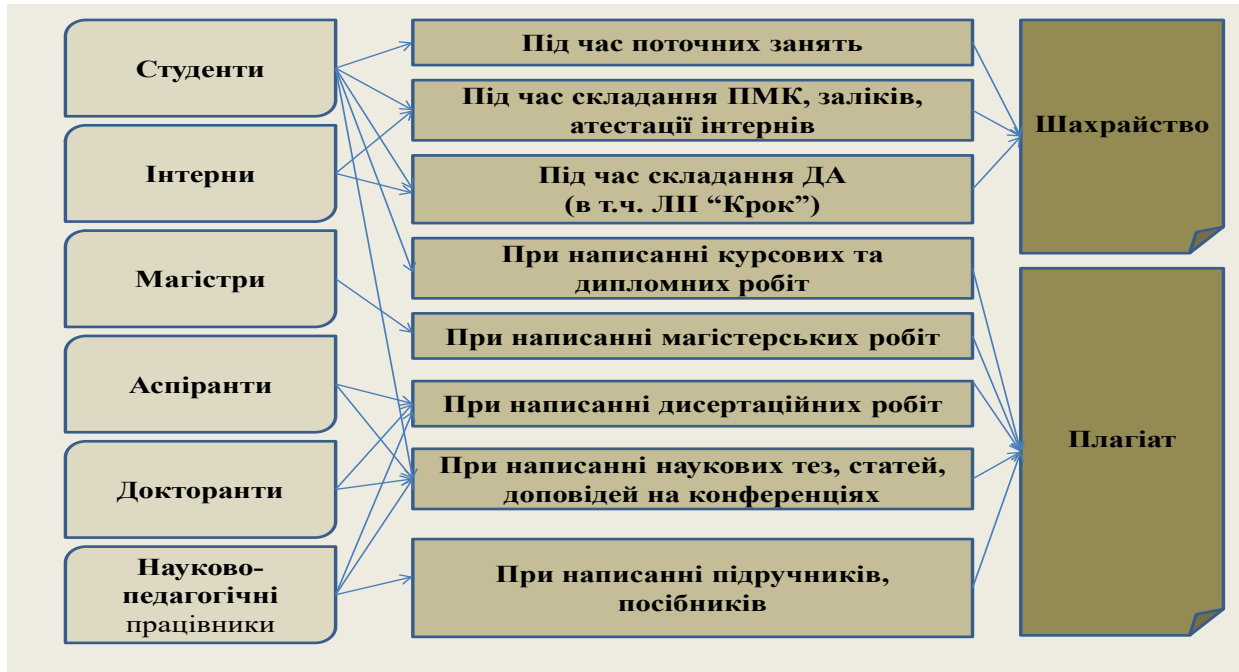 Студенти
Інтерни
Магістри
Аспіранти
Докторанти
Науково-
педагогічні
працівники
Під час поточних занять
Під час складання ПМК, заліків,
атестації інтернів
Під час складання ДА
(в т.ч. ЛІІ “Крок”)
При написанні курсових та
дипломних робіт
При написанні магістерських робіт
При написанні дисертаційних робіт
При написанні наукових тез, статей,
доповідей на конференціях
При написанні підручників,
посібників
Шахрайство
Плагіат